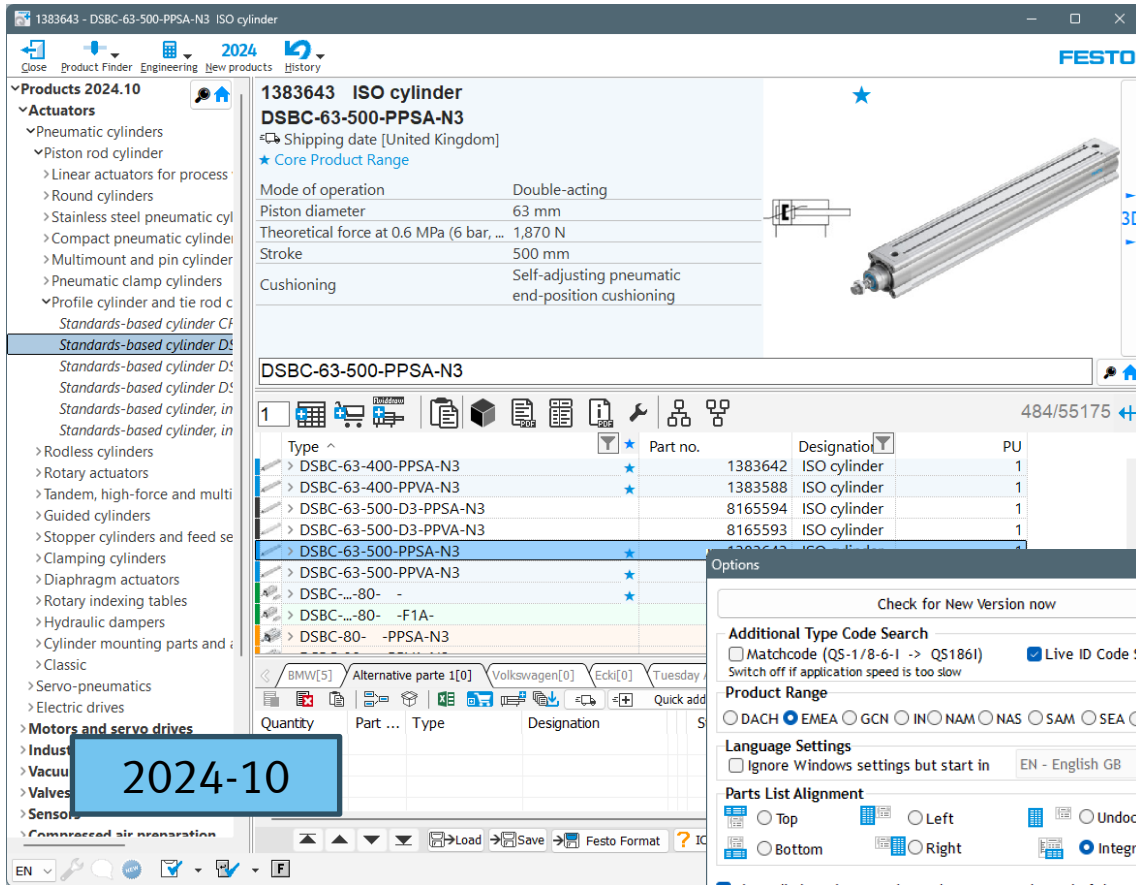 1383643 - DSBC-63-500-PPSA-N3  ISO cylinder
Close Product Finder Engineering 2024 New products History
FESTO
Products 2024.10
Actuators
Pneumatic cylinders
Piston rod cylinder
Linear actuators for process
Round cylinders
Stainless steel pneumatic cyl
Compact pneumatic cylinder
Multimount and pin cylinder
Pneumatic clamp cylinders
Profile cylinder and tie rod c
Standards-based cylinder
Standards-based cylinder DS
Standards-based cylinder DS
Standards-based cylinder DS
Standards-based cylinder, in
Standards-based cylinder, in
Rodless cylinders
Rotary actuators
Tandem, high-force and multi
Guided cylinders
Stopper cylinders and feed se
Clamping cylinders
Diaphragm actuators
Rotary indexing tables
Hydraulic dampers
Cylinder mounting parts and a
Classic
Servo-pneumatics
Electric drives
Motors and servo drives
Indust
Vacuu
Valves
Sensors
Compressed air preparation
2024-10
EN
NEW
F
1383643 ISO cylinder
DSBC-63-500-PPSA-N3
Shipping date [United Kingdom]
Core Product Range
Mode of operation Double-acting
Piston diameter 63 mm
Theoretical force at 0.6 MPa (6 bar, ... 1,870 N
Stroke 500 mm
Cushioning Self-adjusting pneumatic
end-position cushioning
3D
DSBC-63-500-PPSA-N3
1 Fluiddraw PDF PDF 484/55175
Type Part no. Designation PU
DSBC-63-400-PPSA-N3 1383642 ISO cylinder 1
DSBC-63-400-PPVA-N3 1383588 ISO cylinder 1
DSBC-63-500-D3-PPSA-N3 8165594 ISO cylinder 1
DSBC-63-500-D3-PPVA-N3 8165593 ISO cylinder 1
DSBC-63-500-PPSA-N3 1383643 ISO cylinder 1
DSBC-63-500-PPVA-N3
DSBC-...-80- -
DSBC-...-80- -F1A-
DSBC-80- -PPSA-N3
BMW[5] Alternative parte 1[0] Volkswagen[0] Ecki[0] Tuesday
Quick add
Quantity Part ... Type Designation S
Load Save Festo Format
Options
Check for New Version now
Additional Type Code Search
Matchcode (QS-1/8-6-I -> QS186I) Live ID Code S
Switch off if application speed is too slow
Product Range
DACH EMEA GCN IN NAM NAS SAM SEA
Language Settings
Ignore Windows settings but start in EN - English GB
Parts List Alignment
Top Left Undoc
Bottom Right Integr